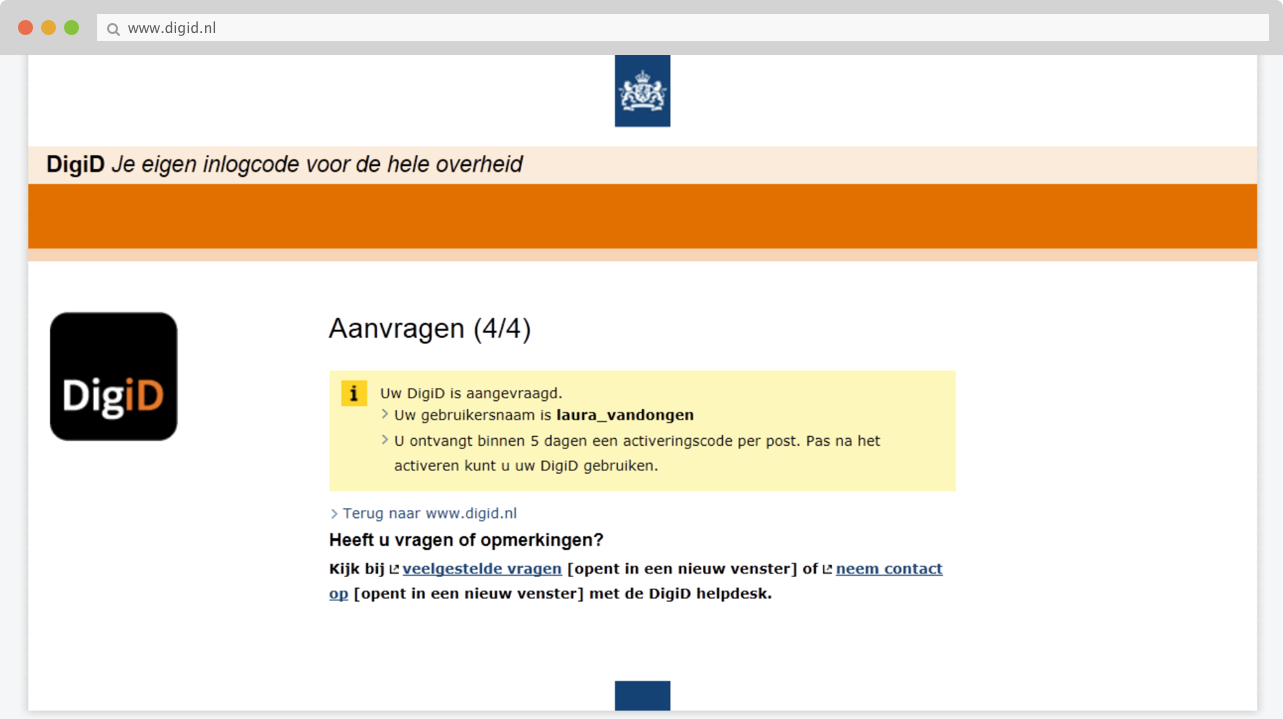 www.digid.nl
DigiD Je eigen inlogcode voor de hele overheid
DigiD
Aanvragen (4/4)
i Uw DigiD is aangevraagd.
Uw gebruikersnaam is laura_vandongen
U ontvangt binnen 5 dagen een activeringscode per post. Pas na het
activeren kunt u uw DigiD gebruiken.
Terug naar www.digid.nl
Heeft u vragen of opmerkingen?
Kijk bij veelgestelde vragen [opent in een nieuw venster] of neem contact
op [opent in een nieuw venster] met de DigiD helpdesk.